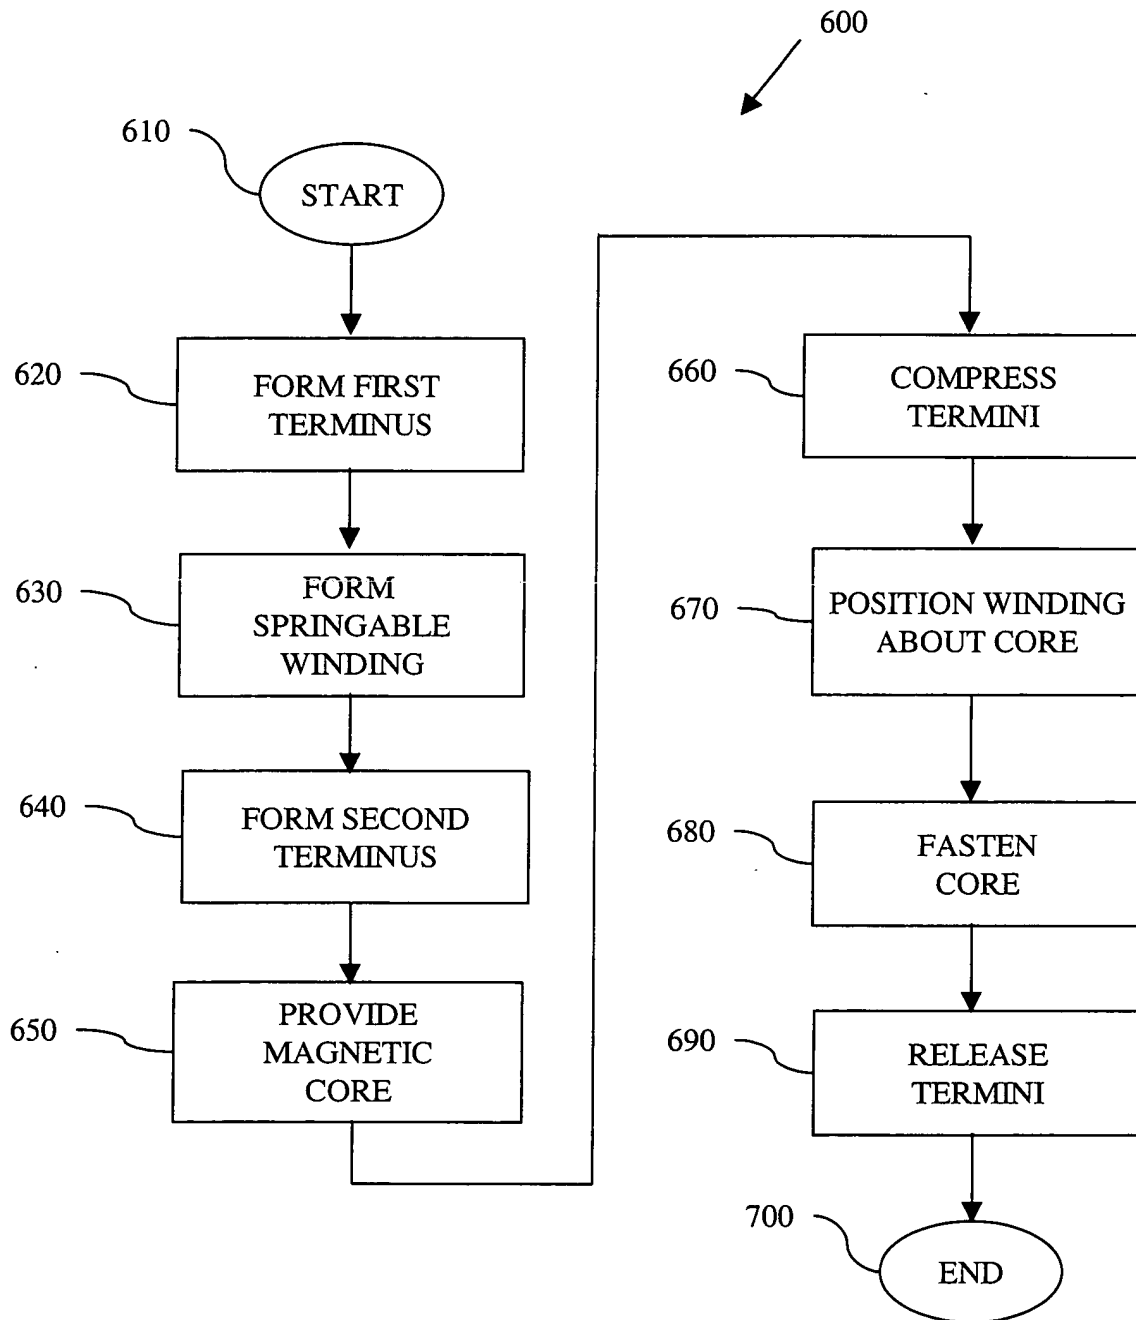 600
610
START
620
FORM FIRST
TERMINUS
630
FORM
SPRINGABLE
WINDING
640
FORM SECOND
TERMINUS
650
PROVIDE
MAGNETIC
CORE
660
COMPRESS
TERMINI
670
POSITION WINDING
ABOUT CORE
680
FASTEN
CORE
690
RELEASE
TERMINI
700
END